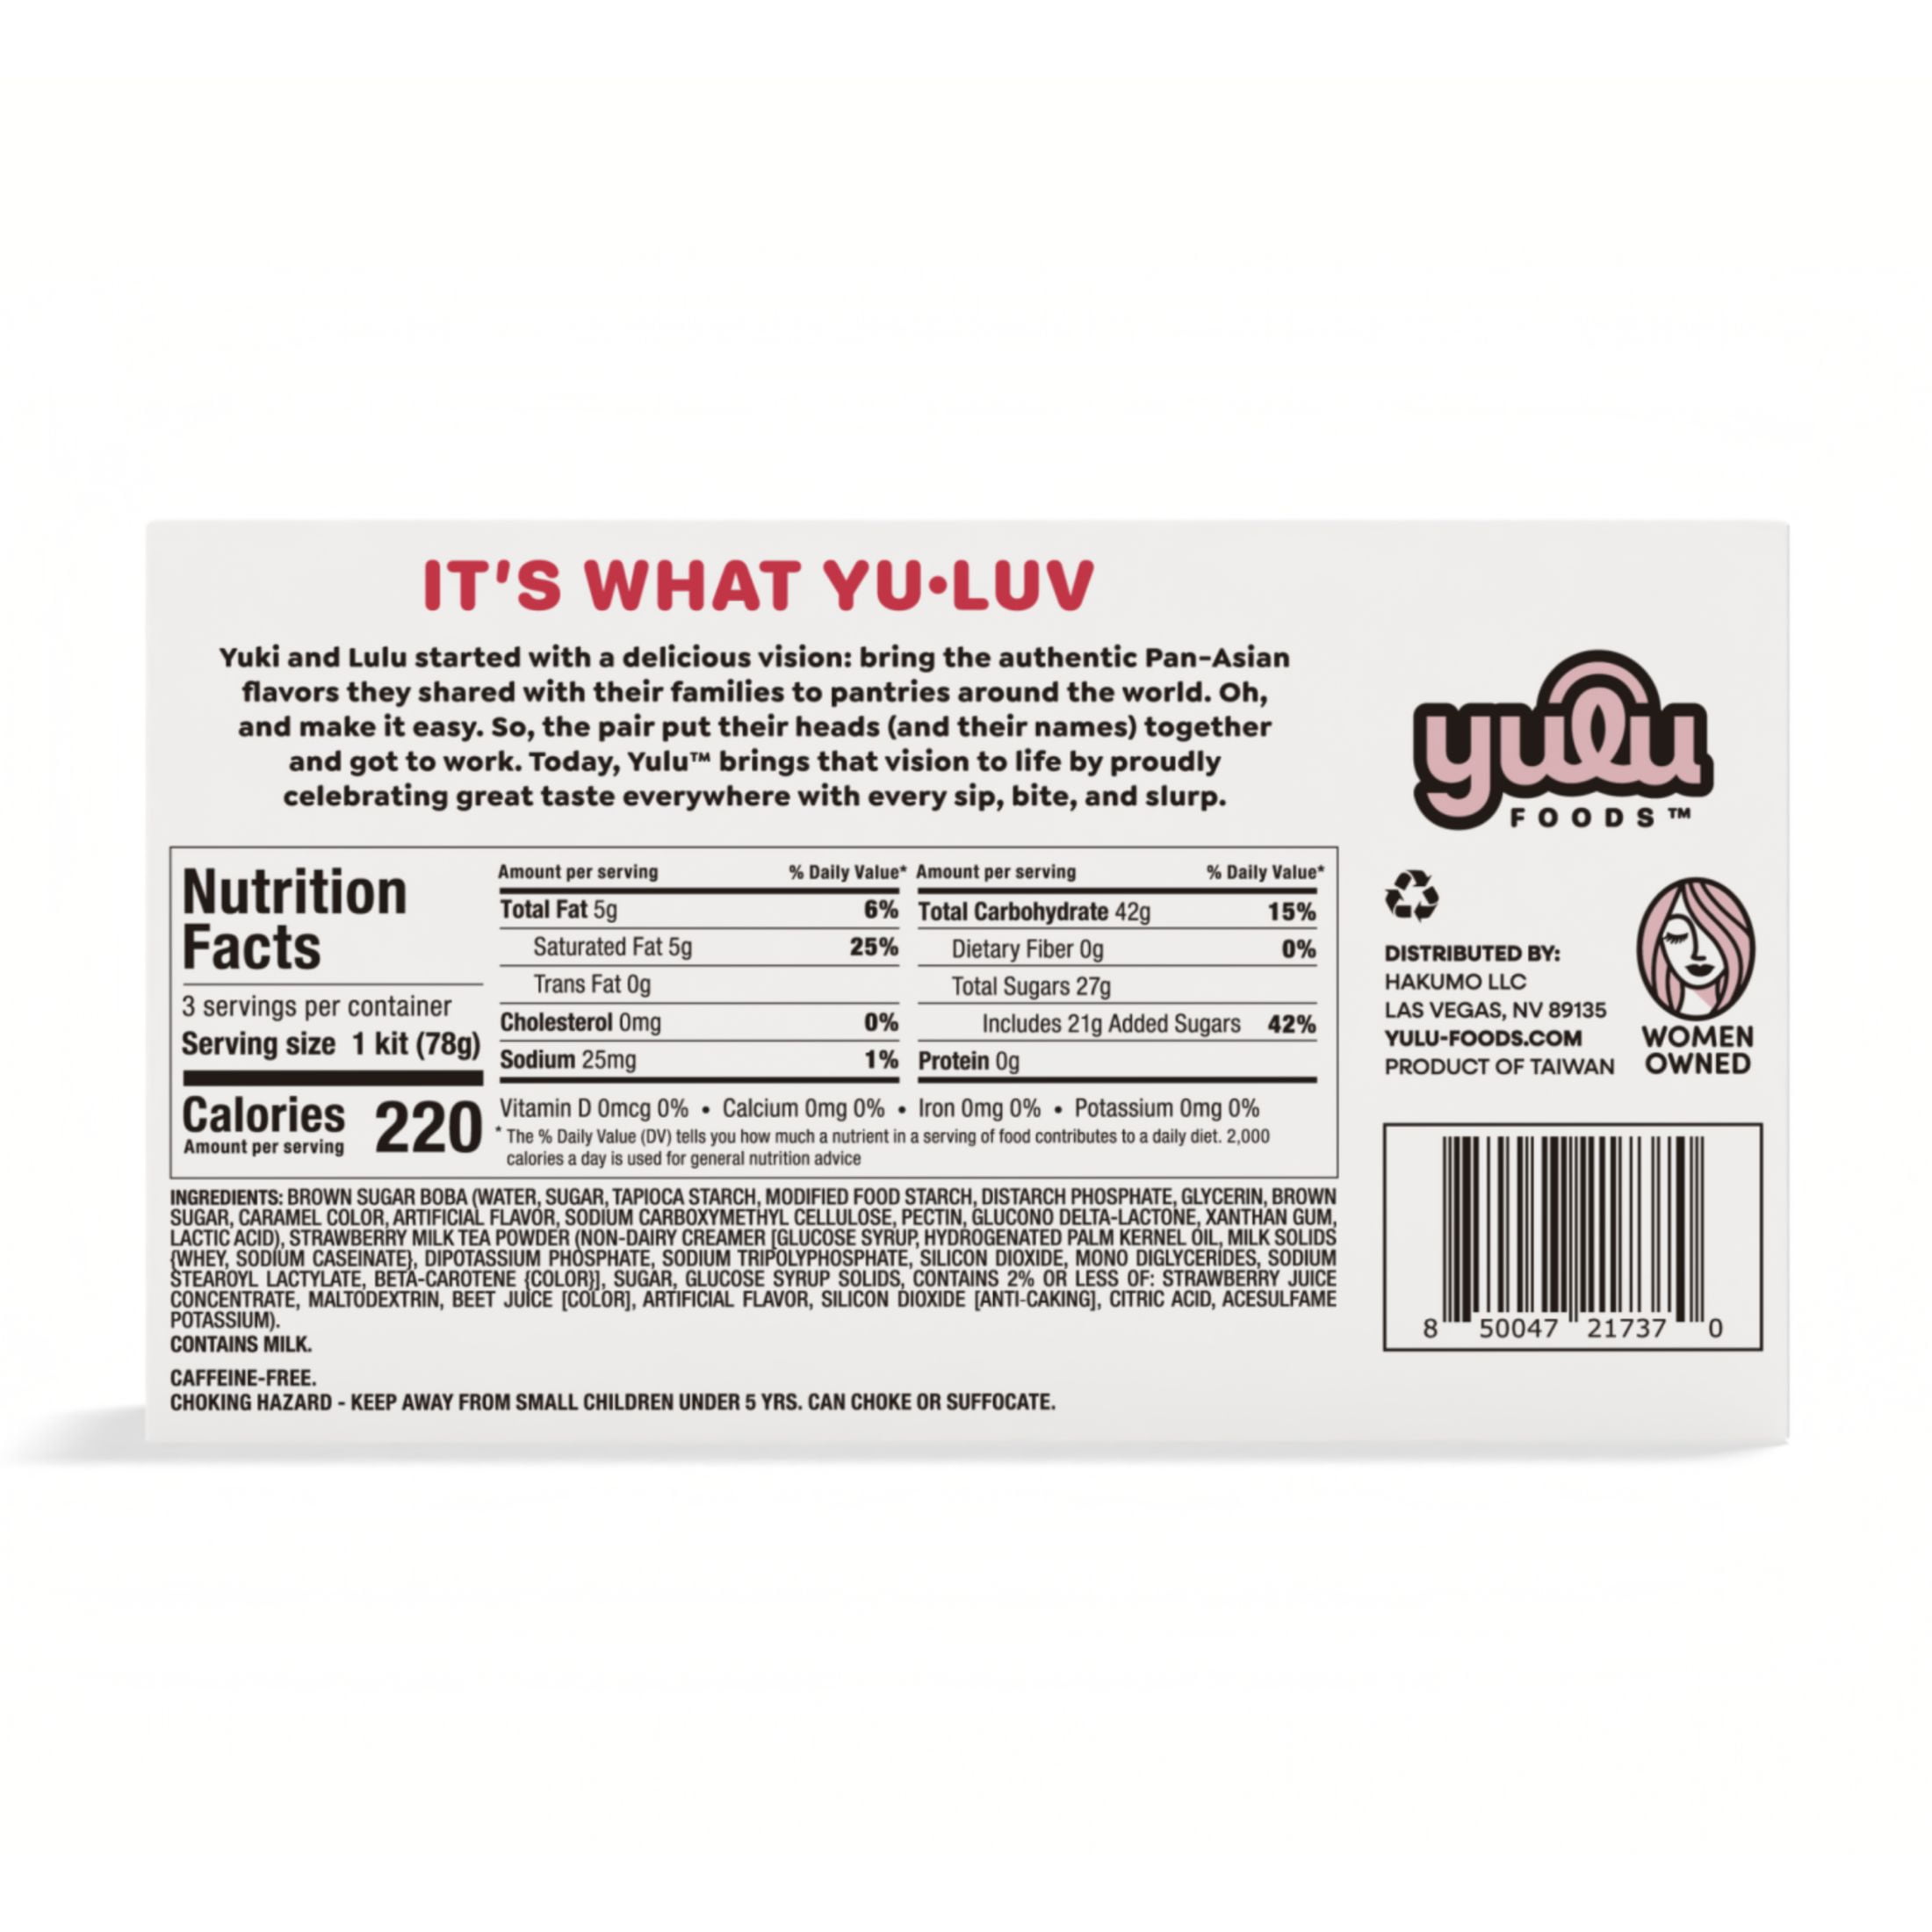 IT'S WHAT YU•LUV
Yuki and Lulu started with a delicious vision: bring the authentic Pan-Asian
flavors they shared with their families to pantries around the world. Oh,
and make it easy. So, the pair put their heads (and their names) together
and got to work. Today, Yulu™ brings that vision to life by proudly
celebrating great taste everywhere with every sip, bite, and slurp.
Nutrition
Facts
3 servings per container
Serving size 1 kit (78g)
Calories 220
Amount per serving
Amount per serving % Daily Value*
Total Fat 5g 6%
Saturated Fat 5g 25%
Trans Fat 0g
Cholesterol 0mg 0%
Sodium 25mg 1%
Amount per serving % Daily Value*
Total Carbohydrate 42g 15%
Dietary Fiber 0g 0%
Total Sugars 27g
Includes 21g Added Sugars 42%
Protein 0g
Vitamin D 0mcg 0% • Calcium 0mg 0% • Iron 0mg 0% • Potassium 0mg 0%
* The % Daily Value (DV) tells you how much a nutrient in a serving of food contributes to a daily diet. 2,000
calories a day is used for general nutrition advice
INGREDIENTS: BROWN SUGAR BOBA (WATER, SUGAR, TAPIOCA STARCH, MODIFIED FOOD STARCH, DISTARCH PHOSPHATE, GLYCERIN, BROWN
SUGAR, CARAMEL COLOR, ARTIFICIAL FLAVOR, SODIUM CARBOXYMETHYL CELLULOSE, PECTIN, GLUCONO DELTA-LACTONE, XANTHAN GUM,
LACTIC ACID), STRAWBERRY MILK TEA POWDER (NON-DAIRY CREAMER [GLUCOSE SYRUP, HYDROGENATED PALM KERNEL OIL, MILK SOLIDS
{WHEY, SODIUM CASEINATE}, DIPOTASSIUM PHOSPHATE, SODIUM TRIPOLYPHOSPHATE, SILICON DIOXIDE, MONO DIGLYCERIDES, SODIUM
STEAROYL LACTYLATE, BETA-CAROTENE {COLOR}], SUGAR, GLUCOSE SYRUP SOLIDS, CONTAINS 2% OR LESS OF: STRAWBERRY JUICE
CONCENTRATE, MALTODEXTRIN, BEET JUICE [COLOR], ARTIFICIAL FLAVOR, SILICON DIOXIDE [ANTI-CAKING], CITRIC ACID, ACESULFAME
POTASSIUM).
CONTAINS MILK.
CAFFEINE-FREE.
CHOKING HAZARD - KEEP AWAY FROM SMALL CHILDREN UNDER 5 YRS. CAN CHOKE OR SUFFOCATE.
yulu
FOODS™
DISTRIBUTED BY:
HAKUMO LLC
LAS VEGAS, NV 89135
YULU-FOODS.COM
PRODUCT OF TAIWAN
WOMEN
OWNED
8 50047 21737 0